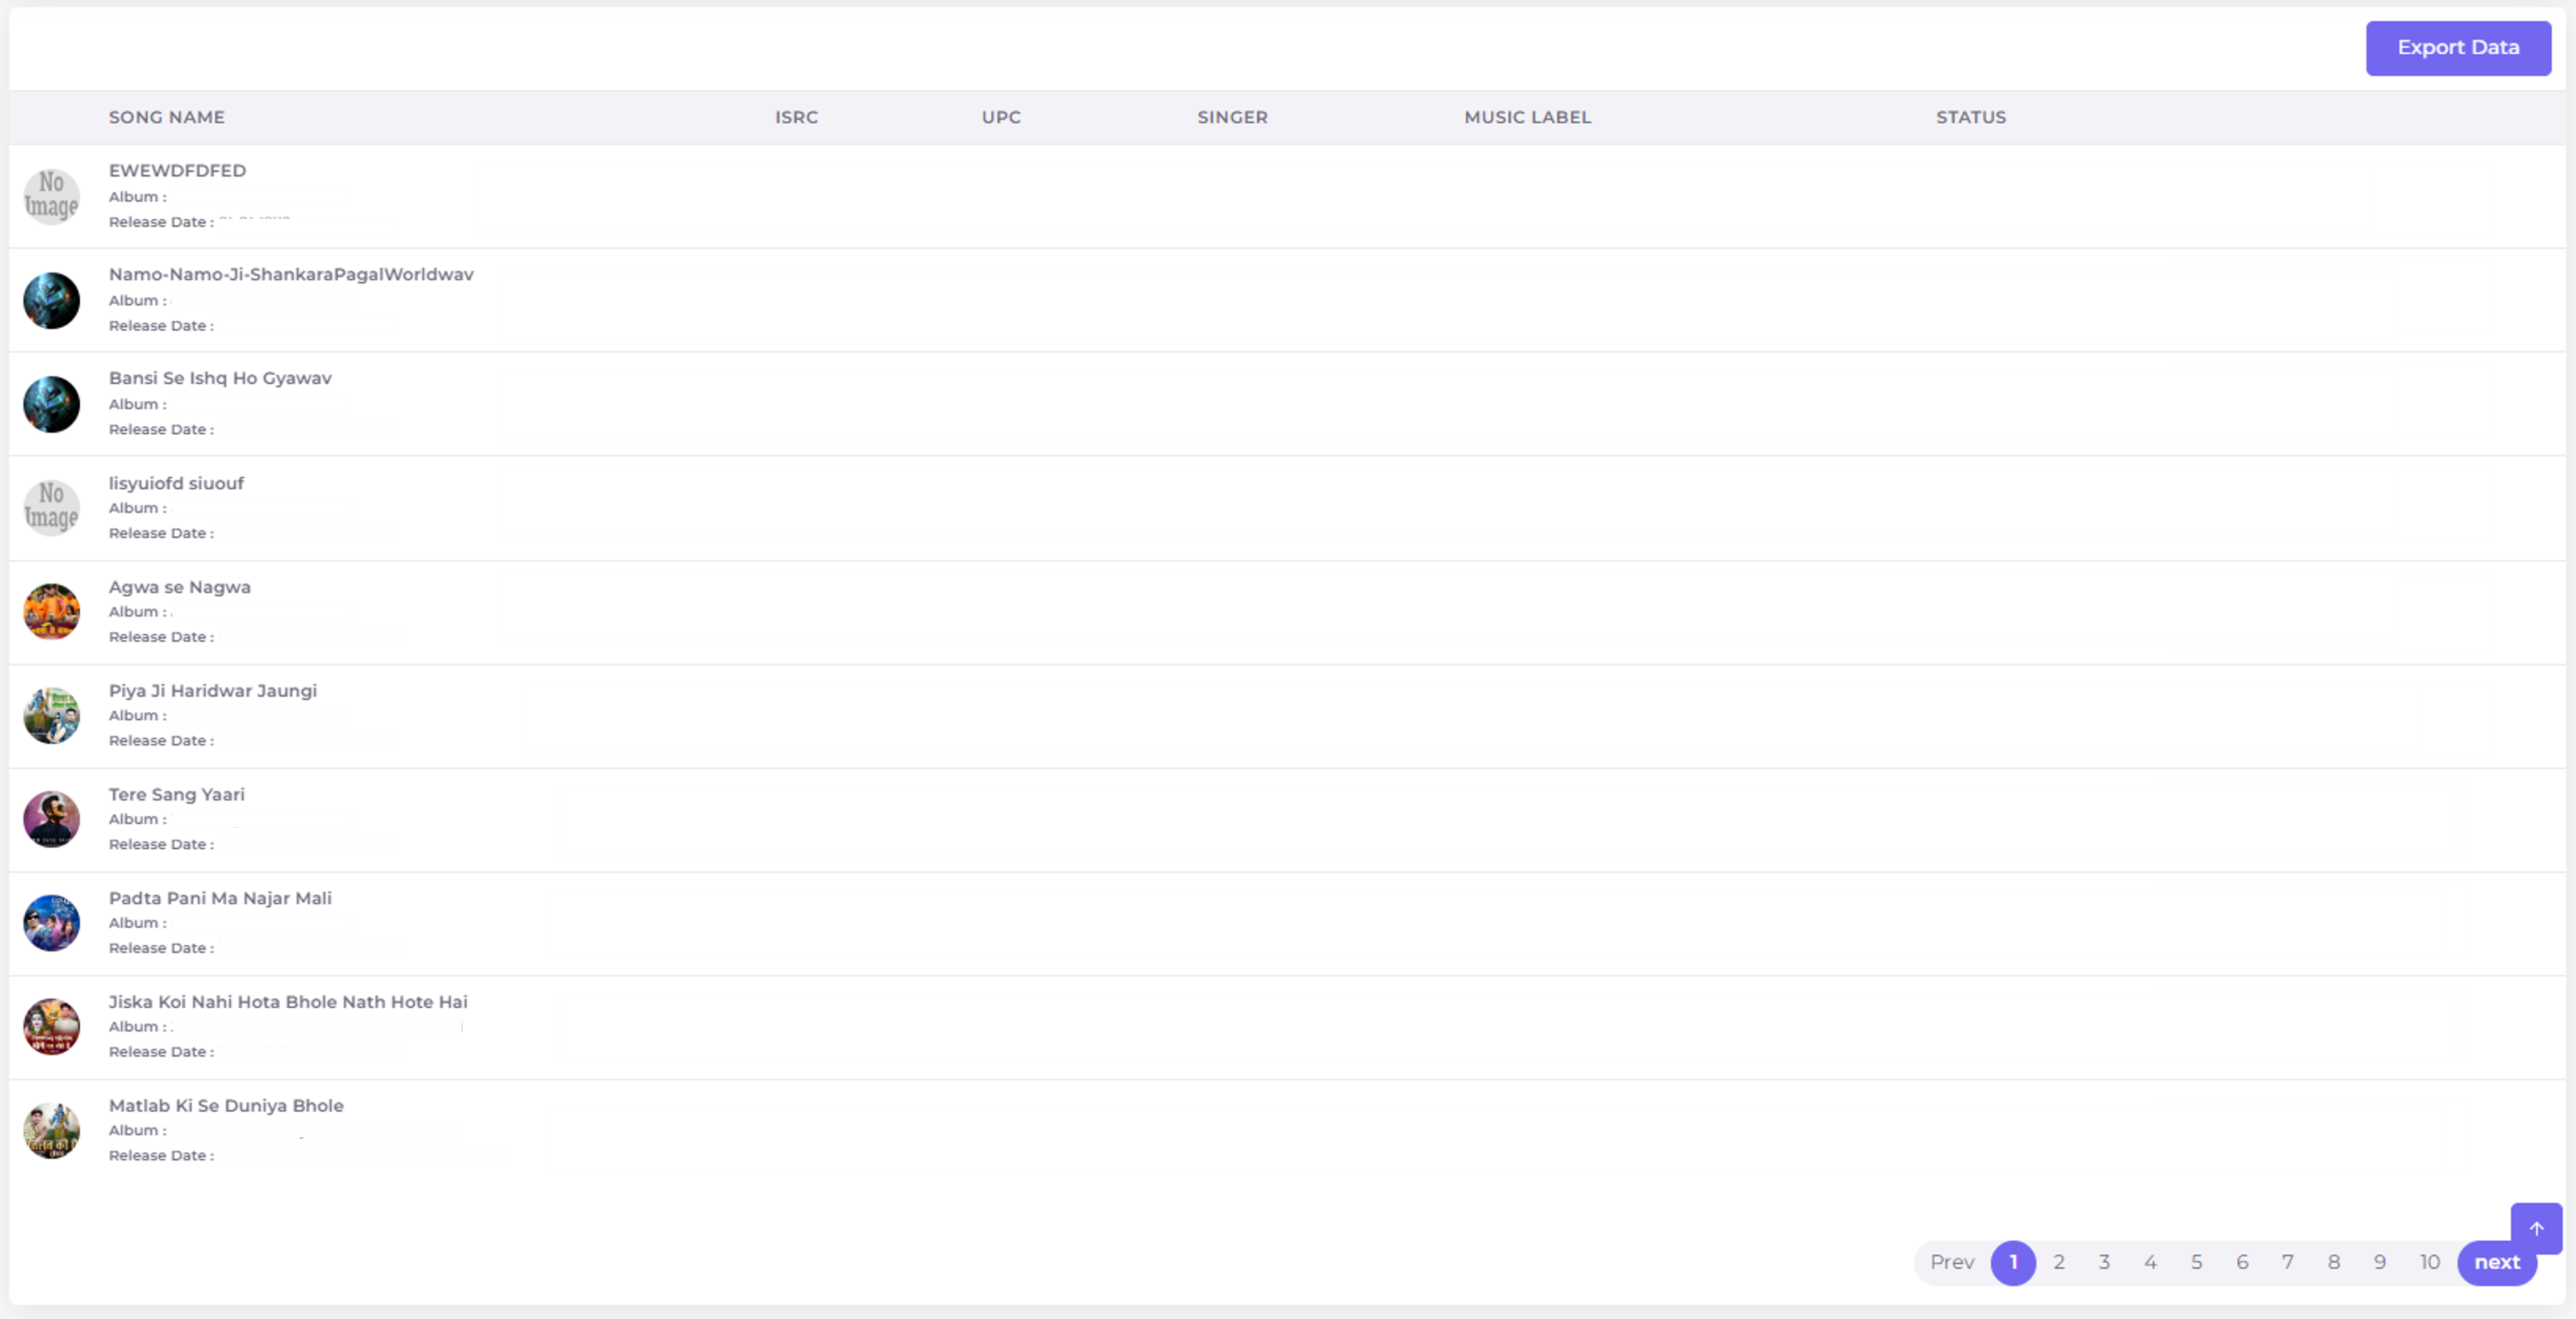 Export Data
SONG NAME ISRC UPC SINGER MUSIC LABEL STATUS
No Image
EWEWDFDFED
Album :
Release Date :
Namo-Namo-Ji-ShankaraPagalWorldwav
Album :
Release Date :
Bansi Se Ishq Ho Gyawav
Album :
Release Date :
No Image
lisyuiofd siuouf
Album :
Release Date :
Agwa se Nagwa
Album :
Release Date :
Piya Ji Haridwar Jaungi
Album :
Release Date :
Tere Sang Yaari
Album :
Release Date :
Padta Pani Ma Najar Mali
Album :
Release Date :
Jiska Koi Nahi Hota Bhole Nath Hote Hai
Album :
Release Date :
Matlab Ki Se Duniya Bhole
Album :
Release Date :
Prev 1 2 3 4 5 6 7 8 9 10 next